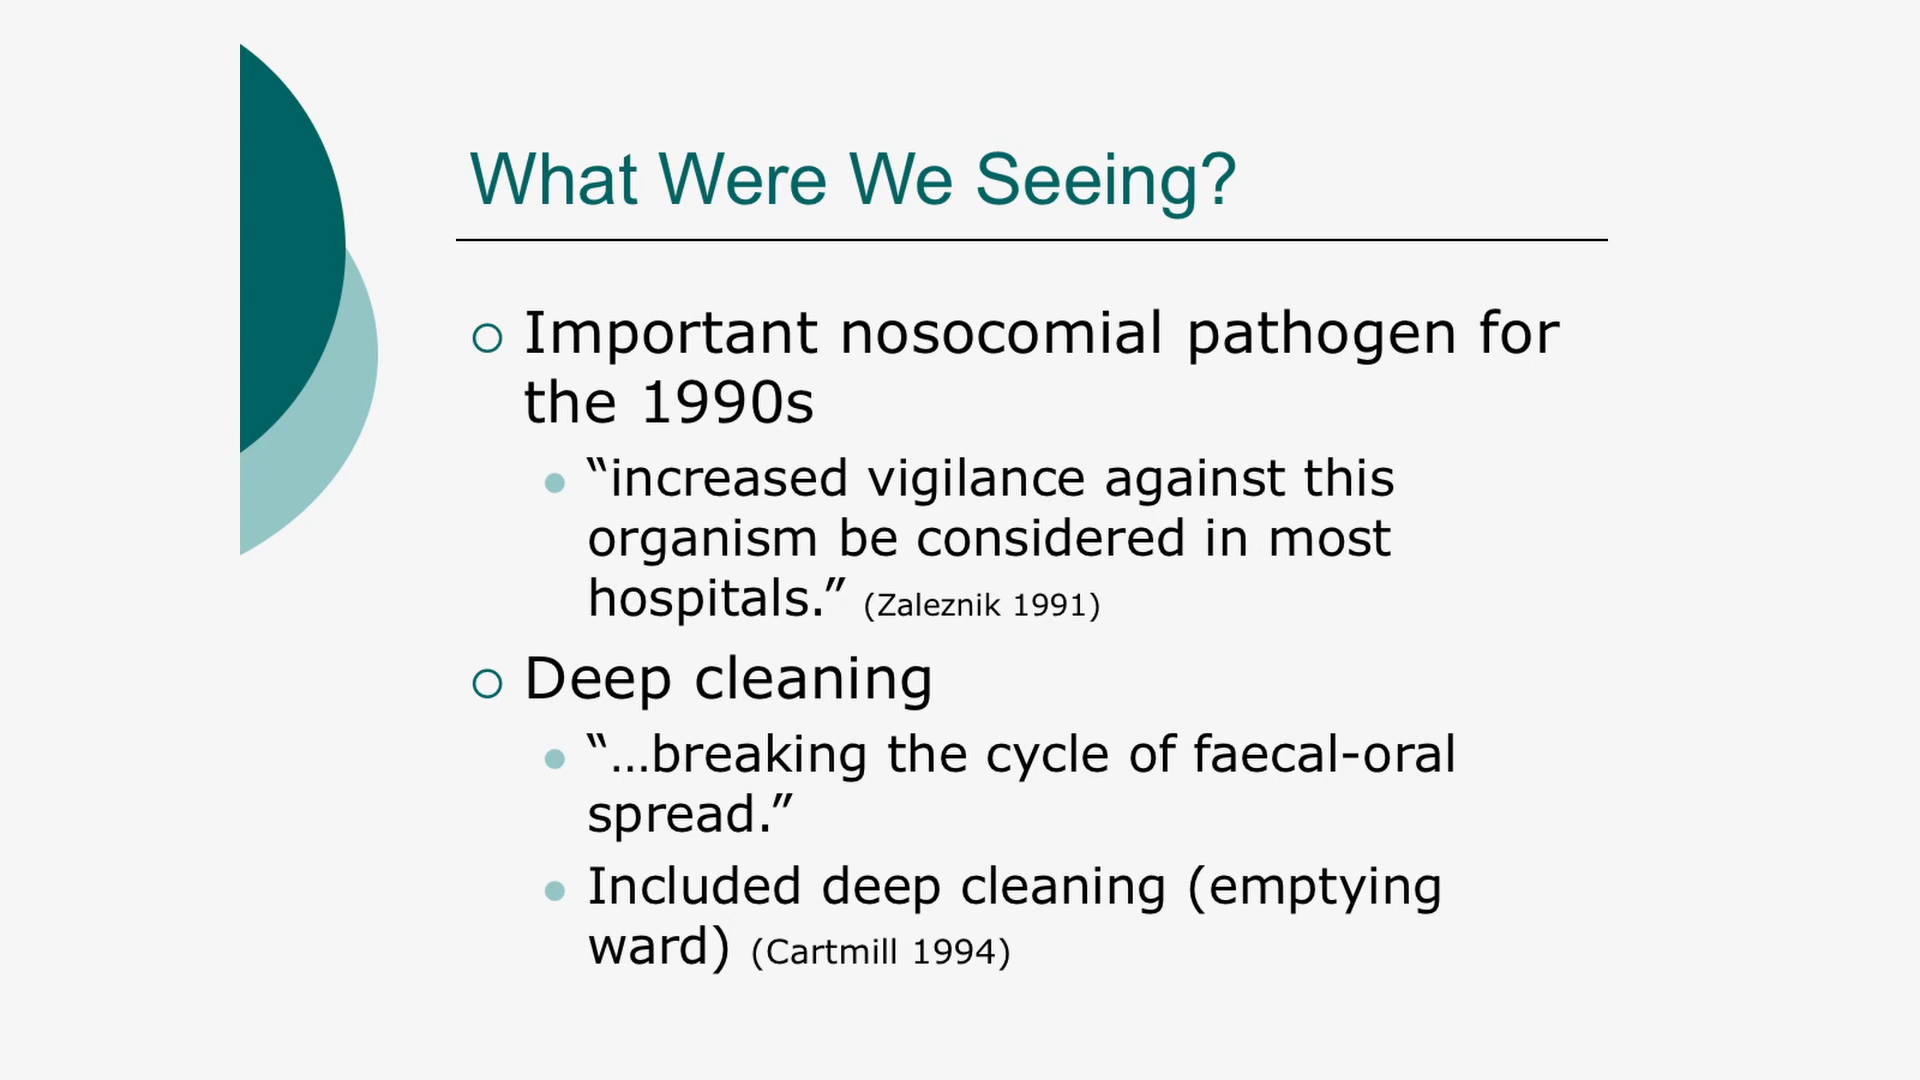 What Were We Seeing?
Important nosocomial pathogen for
the 1990s
“increased vigilance against this
organism be considered in most
hospitals.” (Zaleznik 1991)
Deep cleaning
“…breaking the cycle of faecal-oral
spread.”
Included deep cleaning (emptying
ward) (Cartmill 1994)